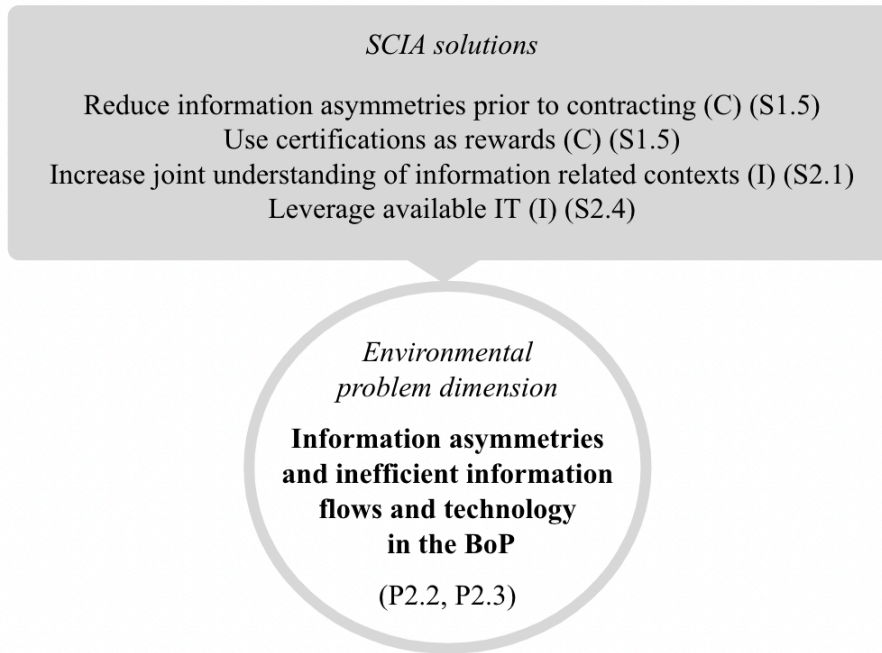 SCIA solutions
Reduce information asymmetries prior to contracting (C) (S1.5)
Use certifications as rewards (C) (S1.5)
Increase joint understanding of information related contexts (I) (S2.1)
Leverage available IT (I) (S2.4)
Environmental
problem dimension
Information asymmetries
and inefficient information
flows and technology
in the BoP
(P2.2, P2.3)